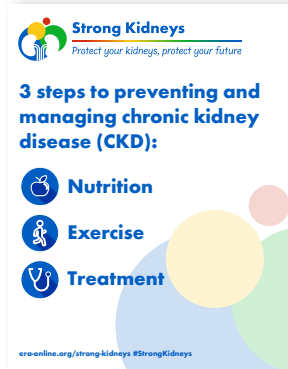 Strong Kidneys
Protect your kidneys, protect your future
3 steps to preventing and
managing chronic kidney
disease (CKD):
Nutrition
Exercise
Treatment
era-online.org/strong-kidneys #StrongKidneys